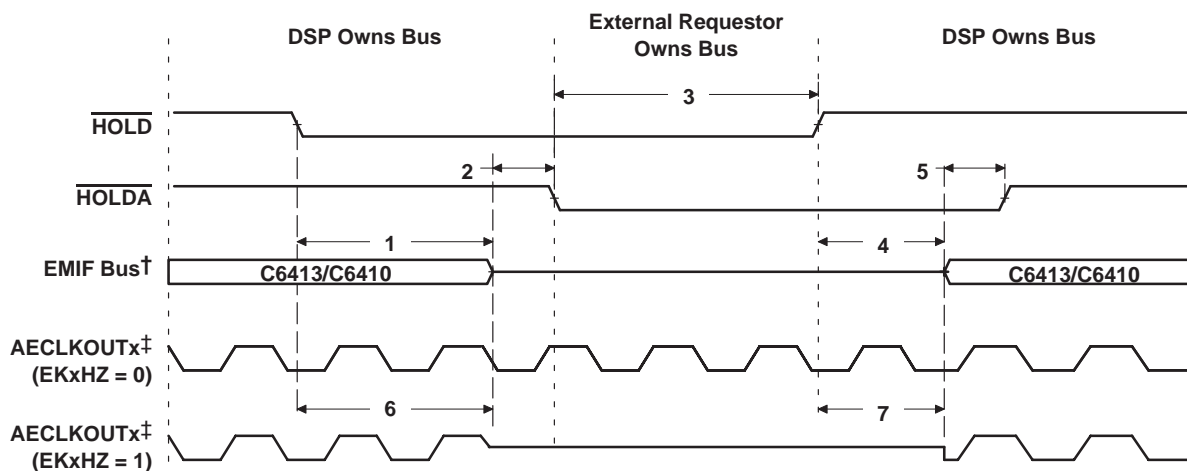 DSP Owns Bus
External Requestor
Owns Bus
DSP Owns Bus
3
HOLD
2
5
HOLDA
1
4
EMIF Bus†
C6413/C6410
C6413/C6410
AECLKOUTx‡
(EKxHZ = 0)
6
7
AECLKOUTx‡
(EKxHZ = 1)